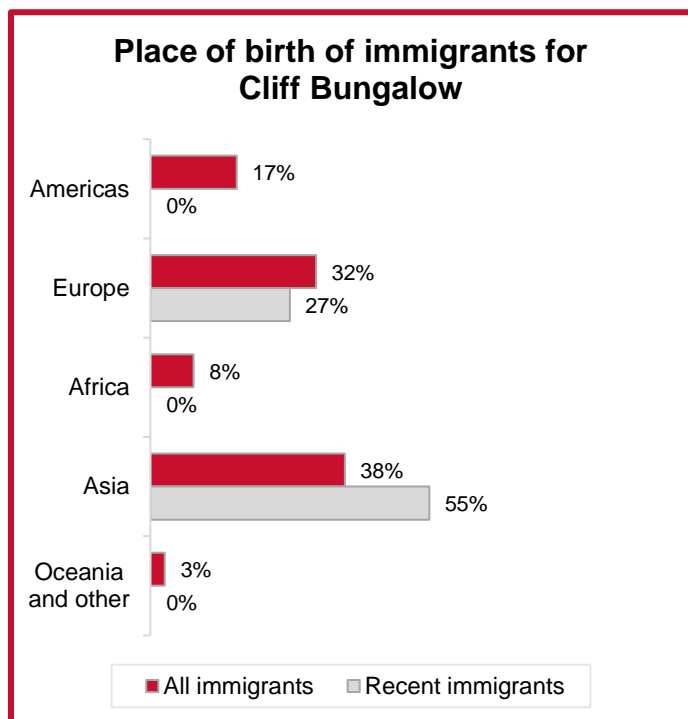 Place of birth of immigrants for
Cliff Bungalow
Americas
17%
0%
Europe
32%
27%
Africa
8%
0%
Asia
38%
55%
Oceania
and other
3%
0%
All immigrants
Recent immigrants